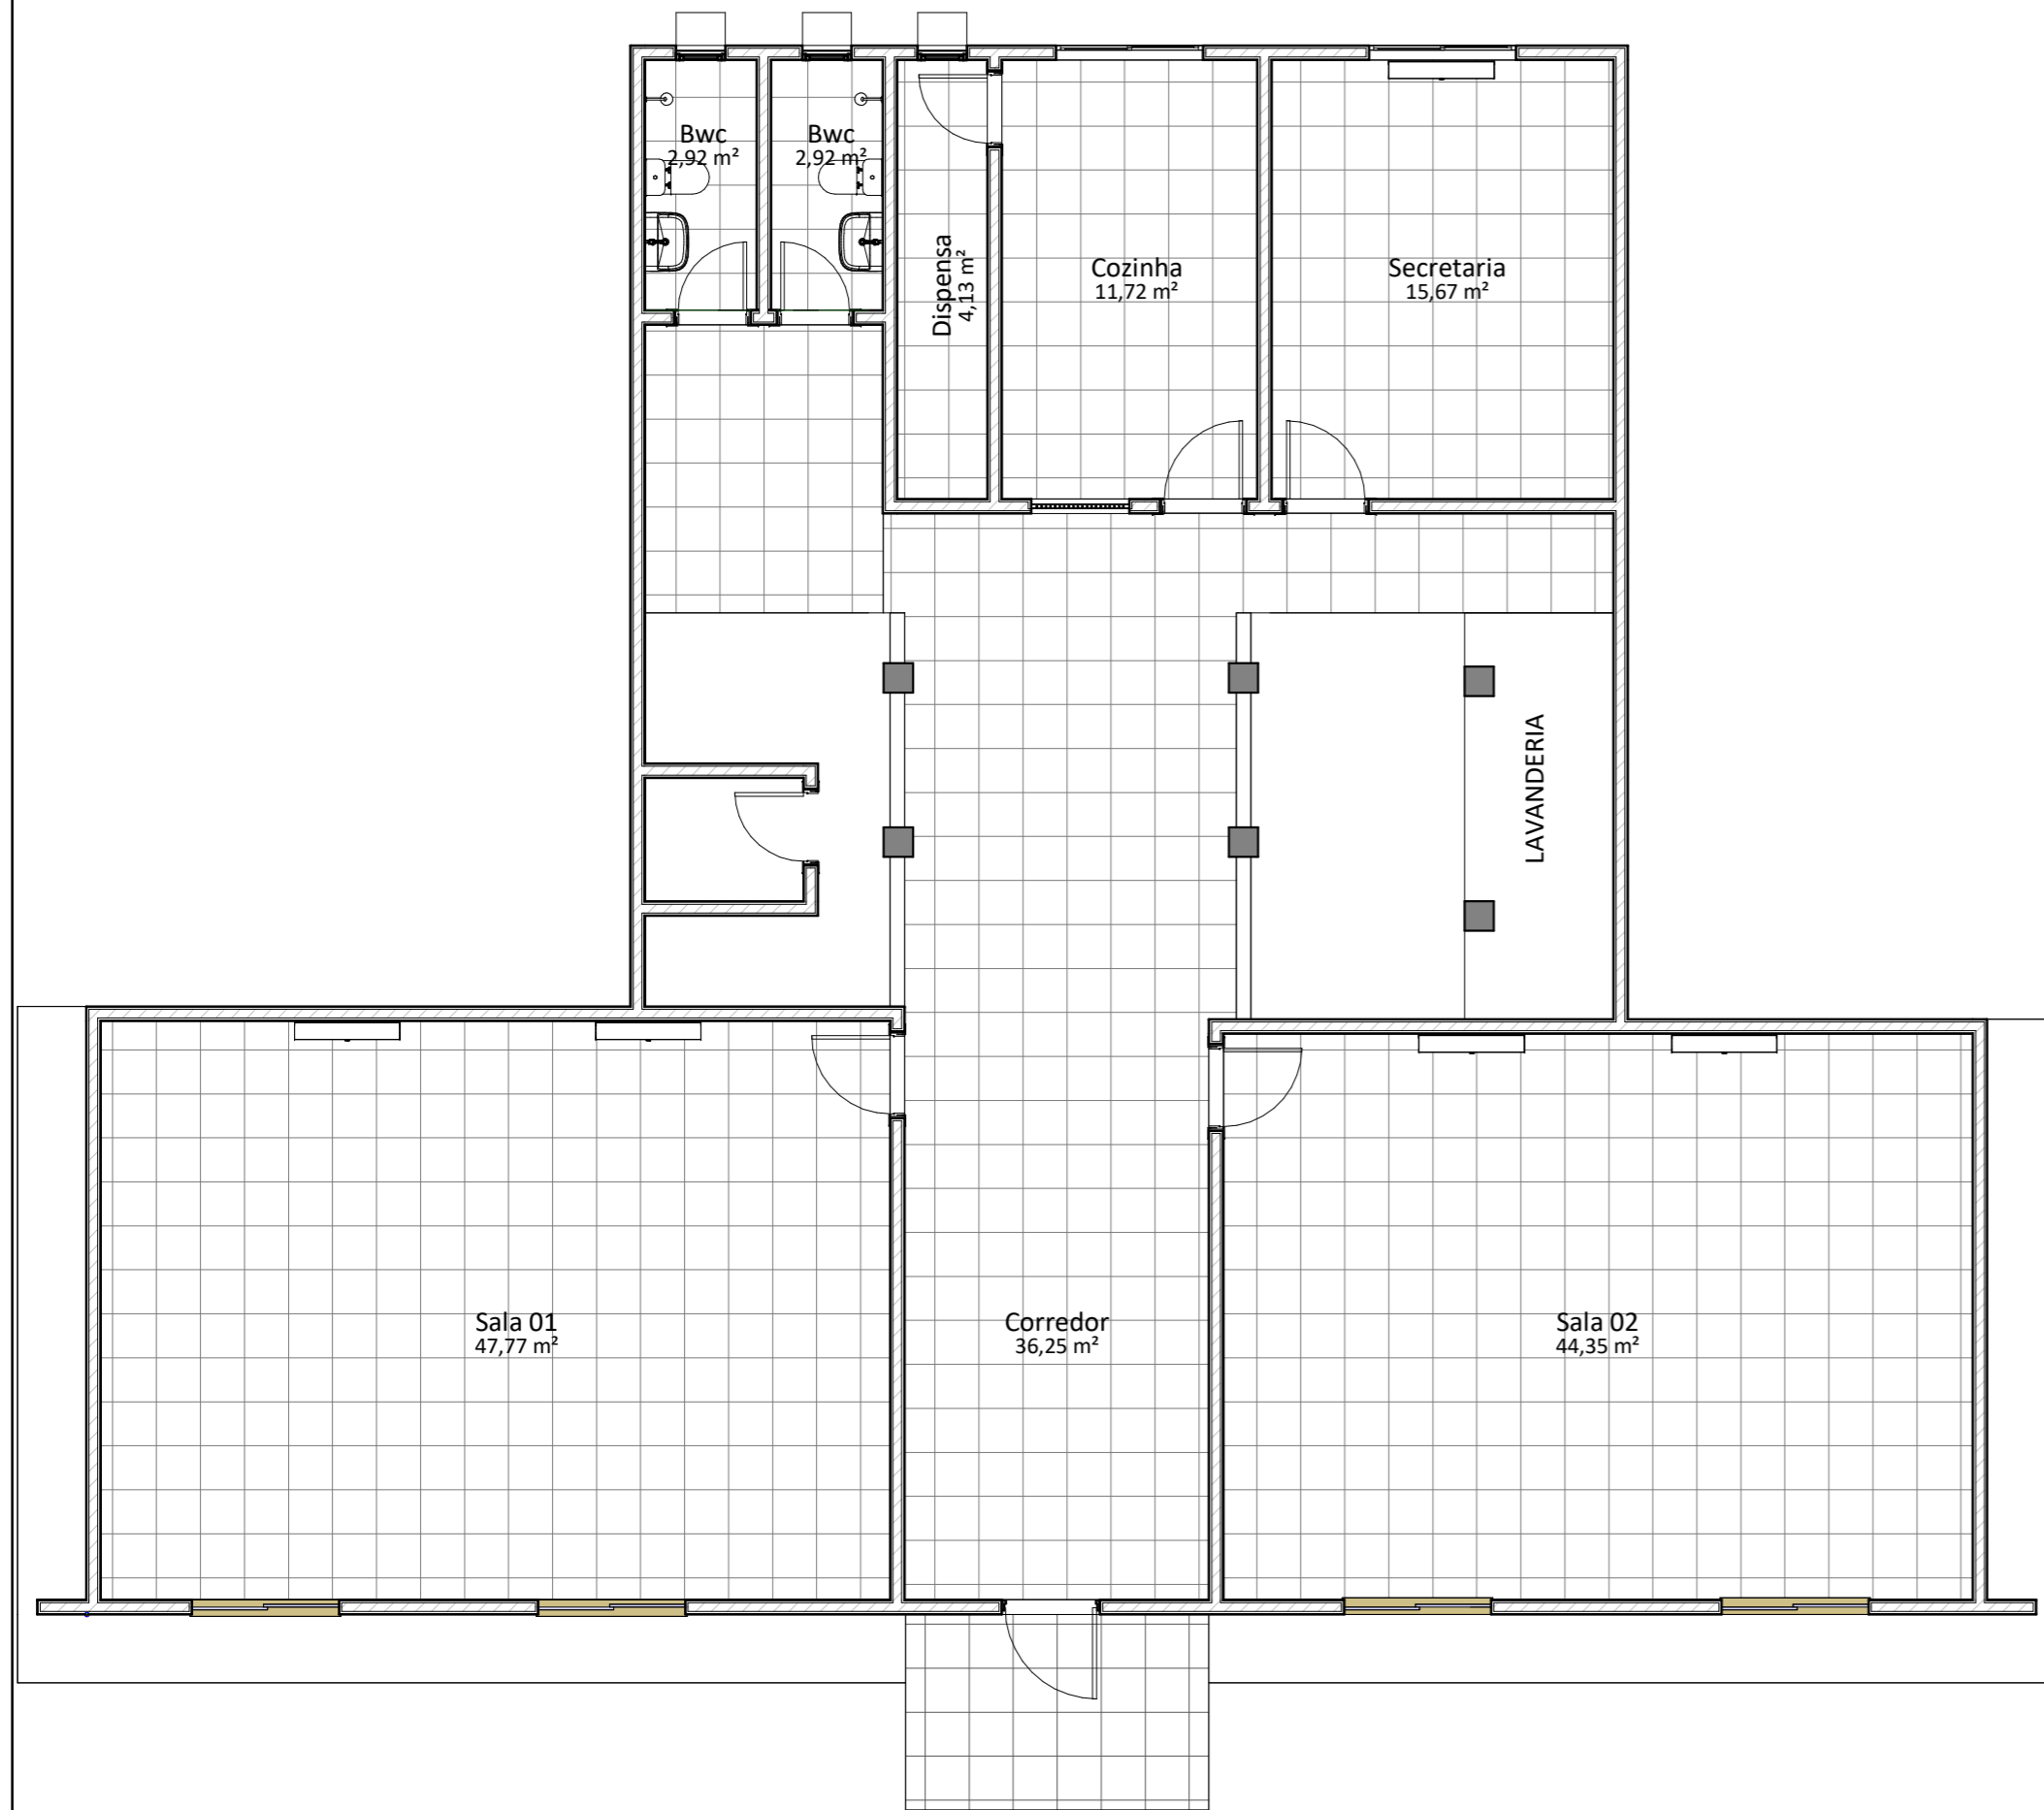 Bwc
2,92 m²
Bwc
2,92 m²
Dispensa
4,13 m²
Cozinha
11,72 m²
Secretaria
15,67 m²
LAVANDERIA
Sala 01
47,77 m²
Corredor
36,25 m²
Sala 02
44,35 m²